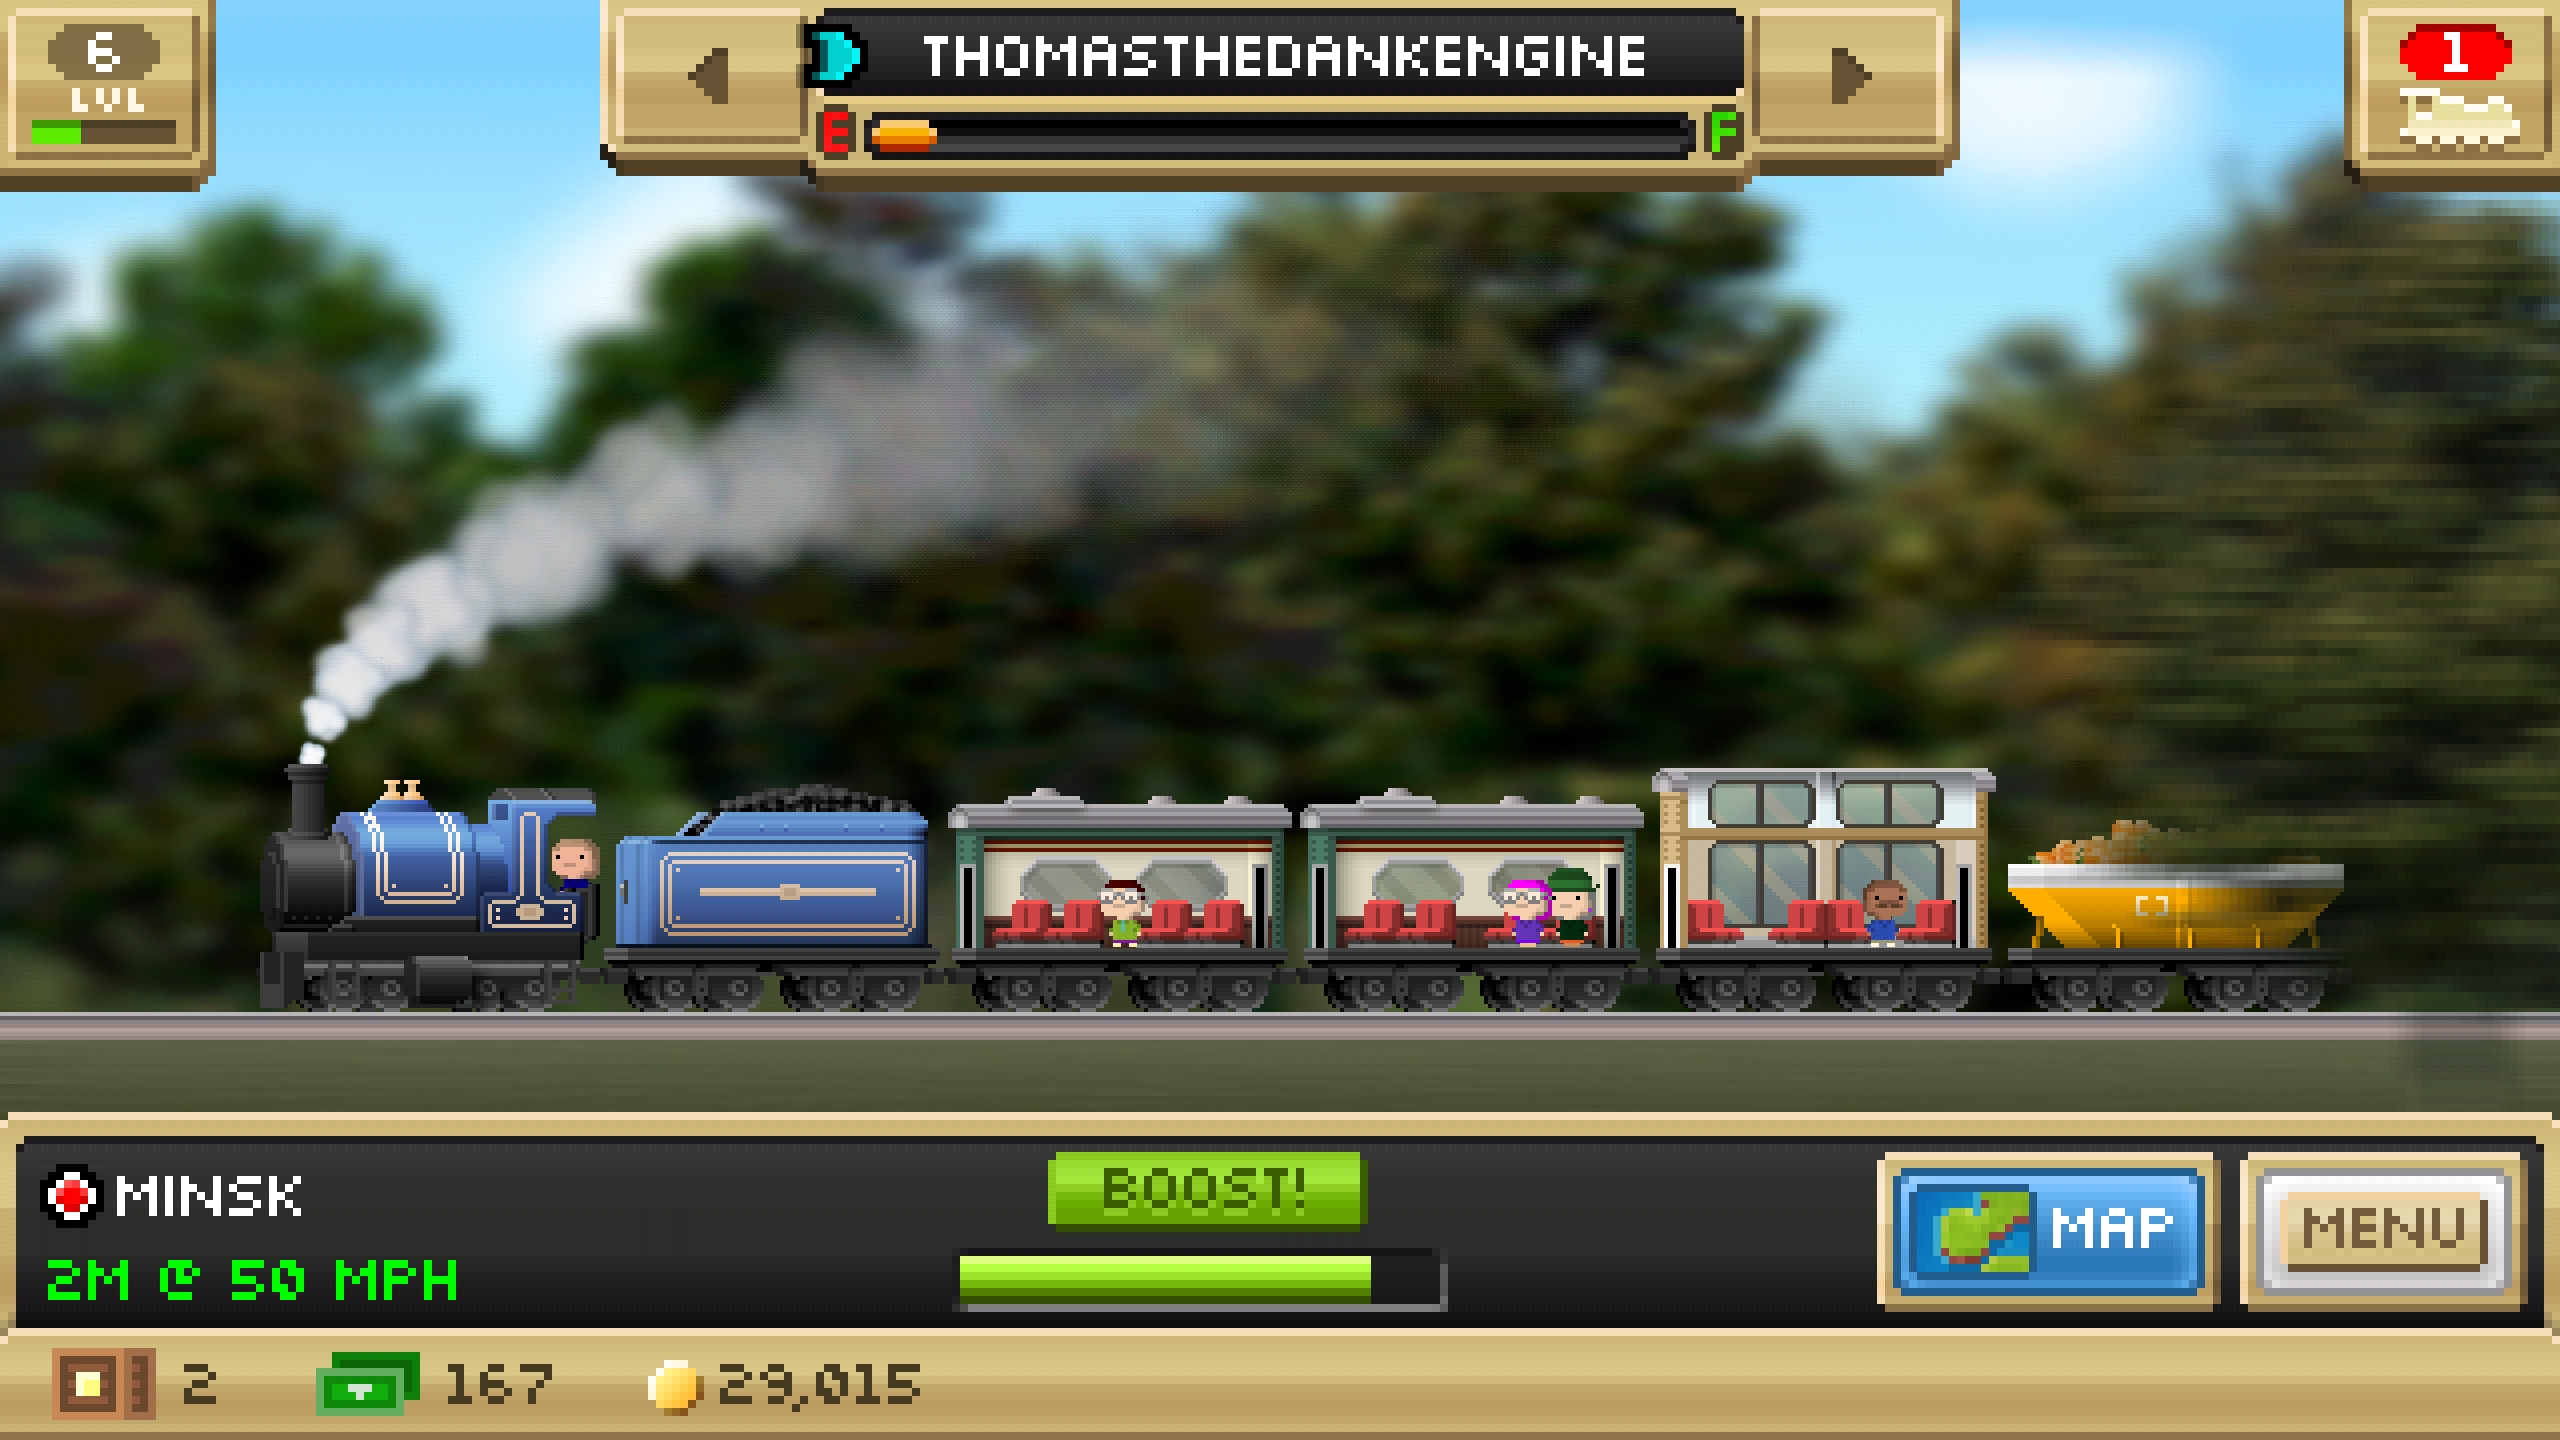 6
LVL
THOMASTHEDANKENGINE
E F
1
MINSK
BOOST!
2M @ 50 MPH
MAP
MENU
2 167 29,015